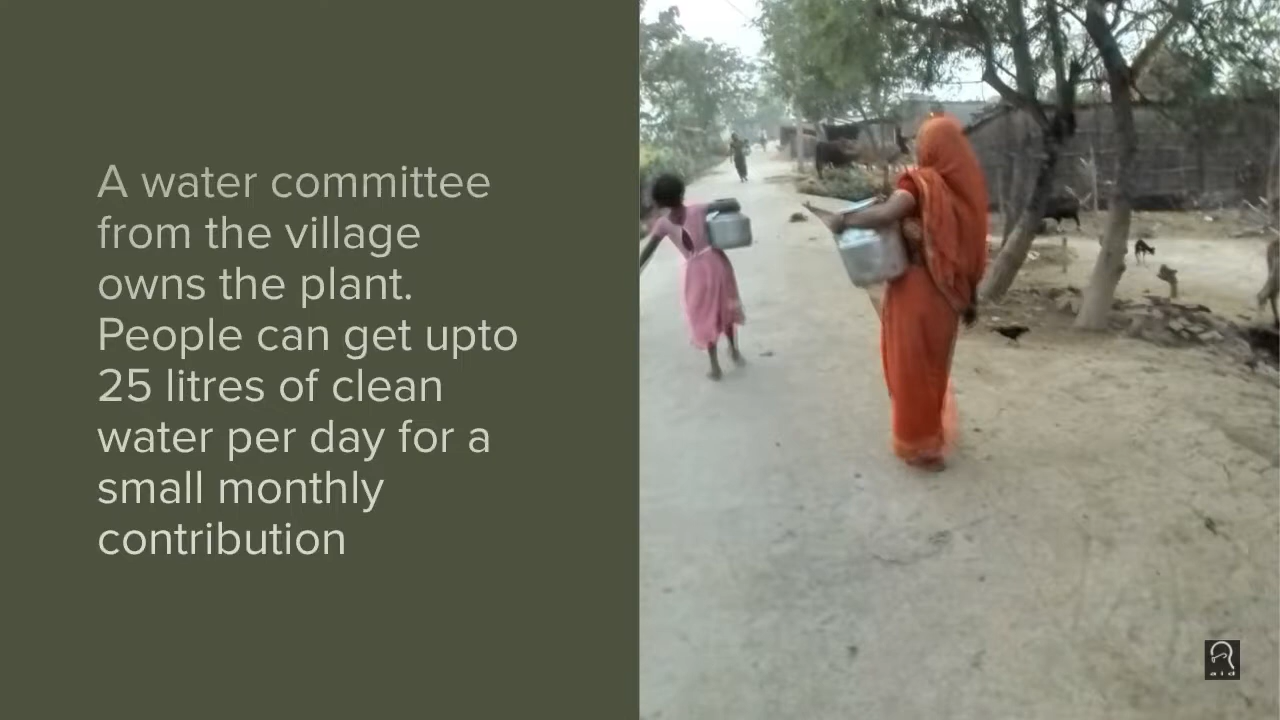 A water committee
from the village
owns the plant.
People can get upto
25 litres of clean
water per day for a
small monthly
contribution
aid